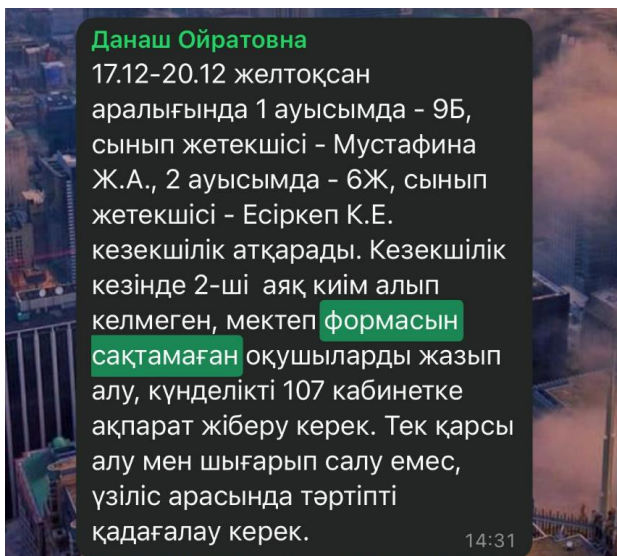 Данаш Ойратовна
17.12-20.12 желтоқсан
аралығында 1 ауысымда - 9Б,
сынып жетекшісі - Мустафина
Ж.А., 2 ауысымда - 6Ж, сынып
жетекшісі - Есіркеп К.Е.
кезекшілік атқарады. Кезекшілік
кезінде 2-ші  аяқ киім алып
келмеген, мектеп формасын
сақтамаған оқушыларды жазып
алу, күнделікті 107 кабинетке
ақпарат жіберу керек. Тек қарсы
алу мен шығарып салу емес,
үзіліс арасында тәртіпті
қадағалау керек.
14:31